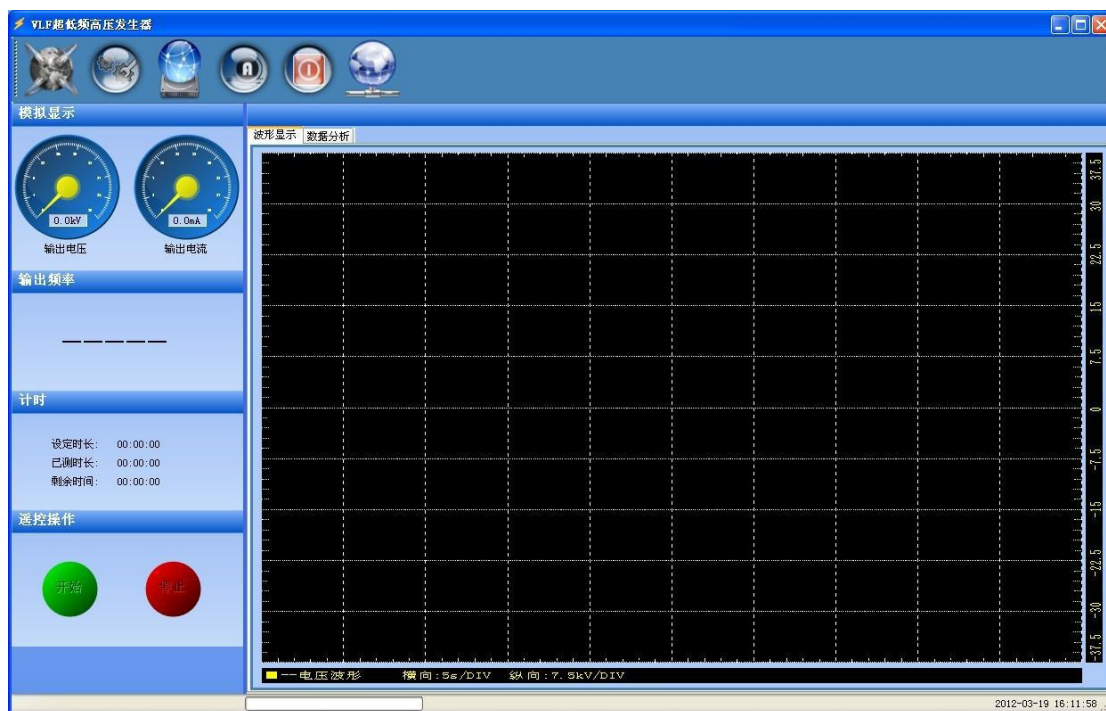 VLF超低频高压发生器
模拟显示
0.0kV
0.0mA
输出电压
输出电流
输出频率
—————
计时
设定时长: 00:00:00
已测时长: 00:00:00
剩余时间: 00:00:00
遥控操作
开始
停止
波形显示
数据分析
37.5
30
22.5
15
7.5
0
-7.5
-15
-22.5
-30
-37.5
——电压波形 横向:5s/DIV 纵向:7.5kV/DIV
2012-03-19 16:11:58